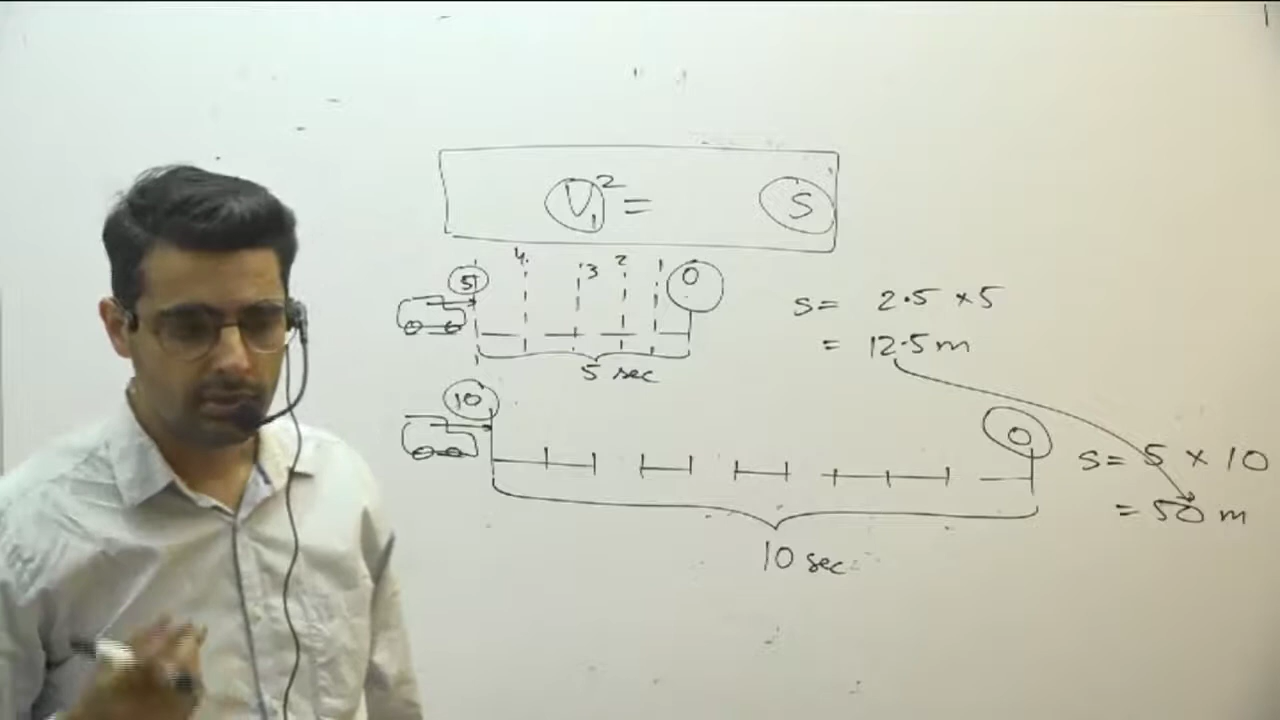 V₁² = S
5 4 3 2 1 0
5 sec
S = 2.5 × 5
= 12.5 m
10 0
10 sec
S = 5 × 10
= 50 m